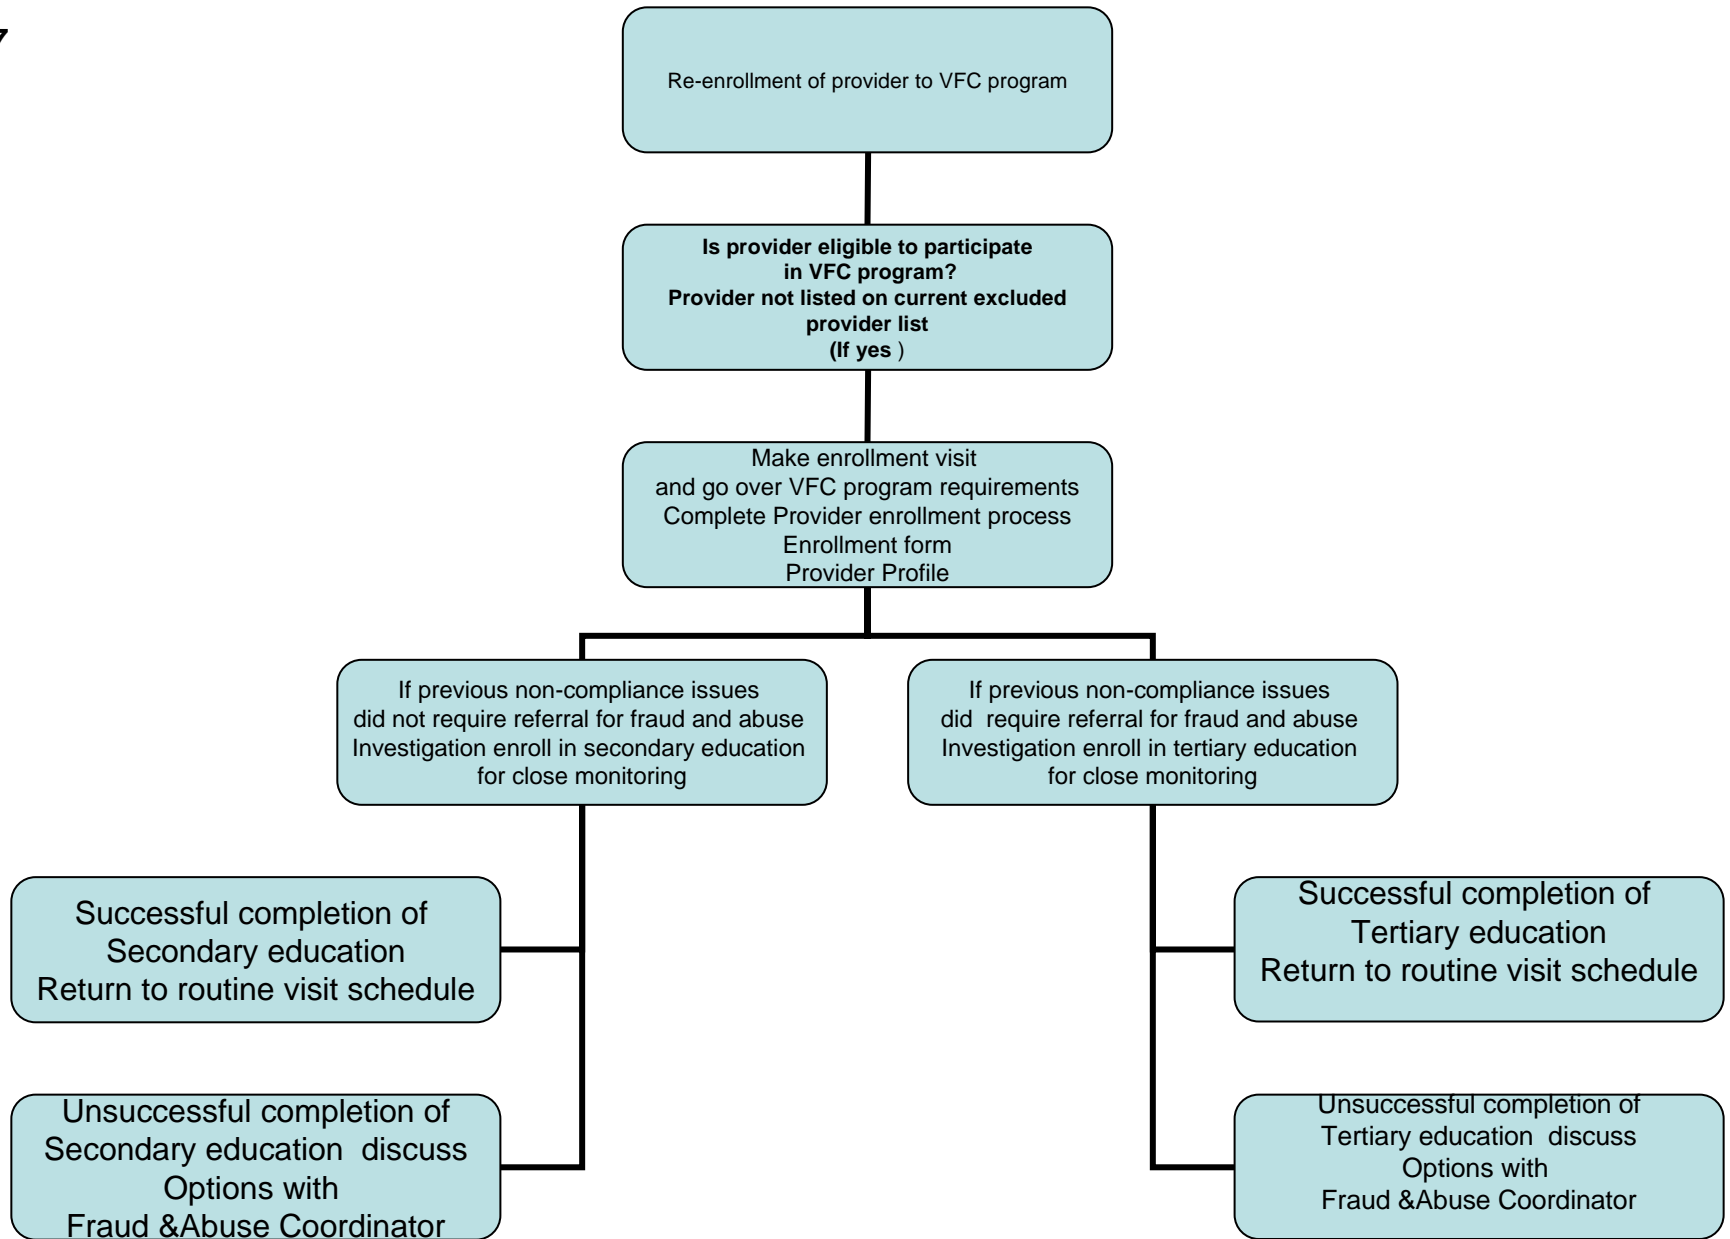 Re-enrollment of provider to VFC program
Is provider eligible to participate
in VFC program?
Provider not listed on current excluded
provider list
(If yes )
Make enrollment visit
and go over VFC program requirements
Complete Provider enrollment process
Enrollment form
Provider Profile
If previous non-compliance issues
did not require referral for fraud and abuse
Investigation enroll in secondary education
for close monitoring
If previous non-compliance issues
did  require referral for fraud and abuse
Investigation enroll in tertiary education
for close monitoring
Successful completion of
Secondary education
Return to routine visit schedule
Successful completion of
Tertiary education
Return to routine visit schedule
Unsuccessful completion of
Secondary education  discuss
Options with
Fraud &Abuse Coordinator
Unsuccessful completion of
Tertiary education  discuss
Options with
Fraud &Abuse Coordinator